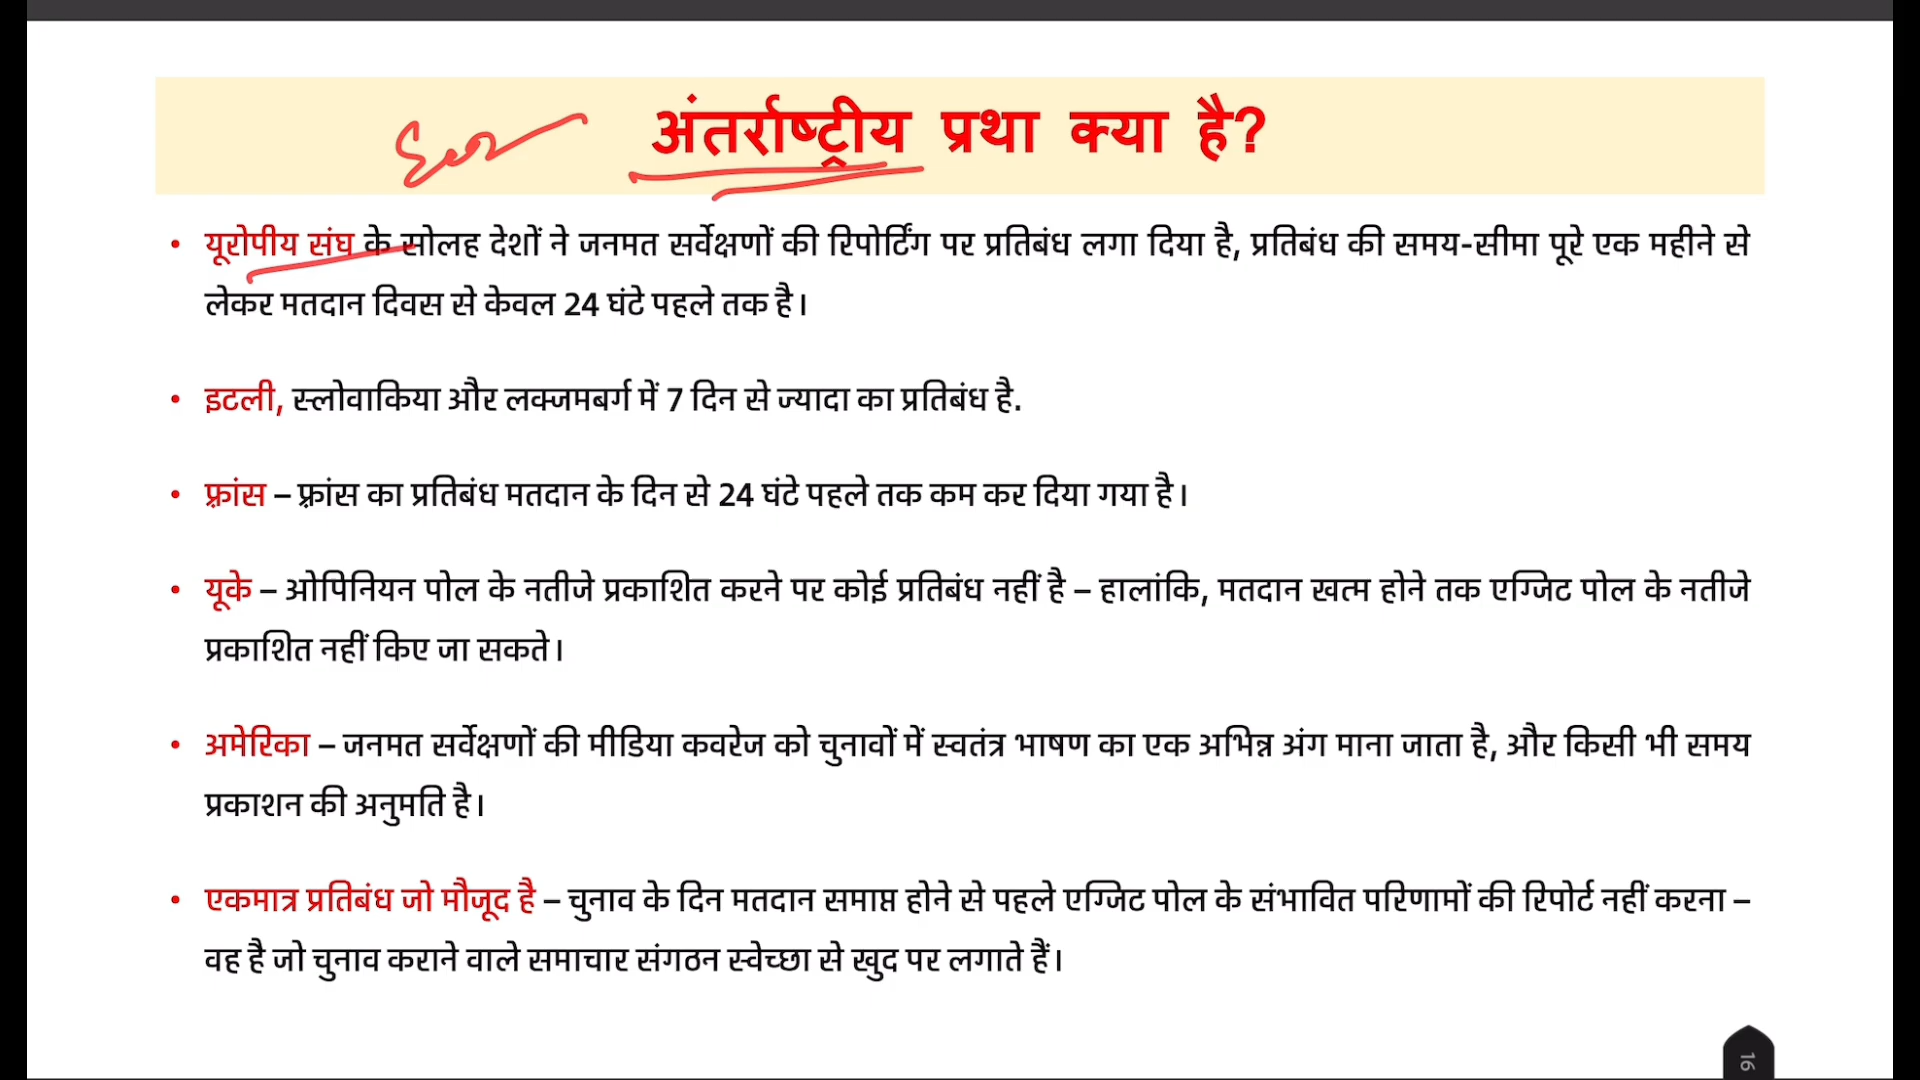 अंतर्राष्ट्रीय प्रथा क्या है?
• यूरोपीय संघ के सोलह देशों ने जनमत सर्वेक्षणों की रिपोर्टिंग पर प्रतिबंध लगा दिया है, प्रतिबंध की समय-सीमा पूरे एक महीने से
लेकर मतदान दिवस से केवल 24 घंटे पहले तक है।
• इटली, स्लोवाकिया और लक्जमबर्ग में 7 दिन से ज्यादा का प्रतिबंध है.
• फ़्रांस – फ़्रांस का प्रतिबंध मतदान के दिन से 24 घंटे पहले तक कम कर दिया गया है।
• यूके – ओपिनियन पोल के नतीजे प्रकाशित करने पर कोई प्रतिबंध नहीं है – हालांकि, मतदान खत्म होने तक एग्जिट पोल के नतीजे
प्रकाशित नहीं किए जा सकते।
• अमेरिका – जनमत सर्वेक्षणों की मीडिया कवरेज को चुनावों में स्वतंत्र भाषण का एक अभिन्न अंग माना जाता है, और किसी भी समय
प्रकाशन की अनुमति है।
• एकमात्र प्रतिबंध जो मौजूद है – चुनाव के दिन मतदान समाप्त होने से पहले एग्जिट पोल के संभावित परिणामों की रिपोर्ट नहीं करना –
वह है जो चुनाव कराने वाले समाचार संगठन स्वेच्छा से खुद पर लगाते हैं।
16